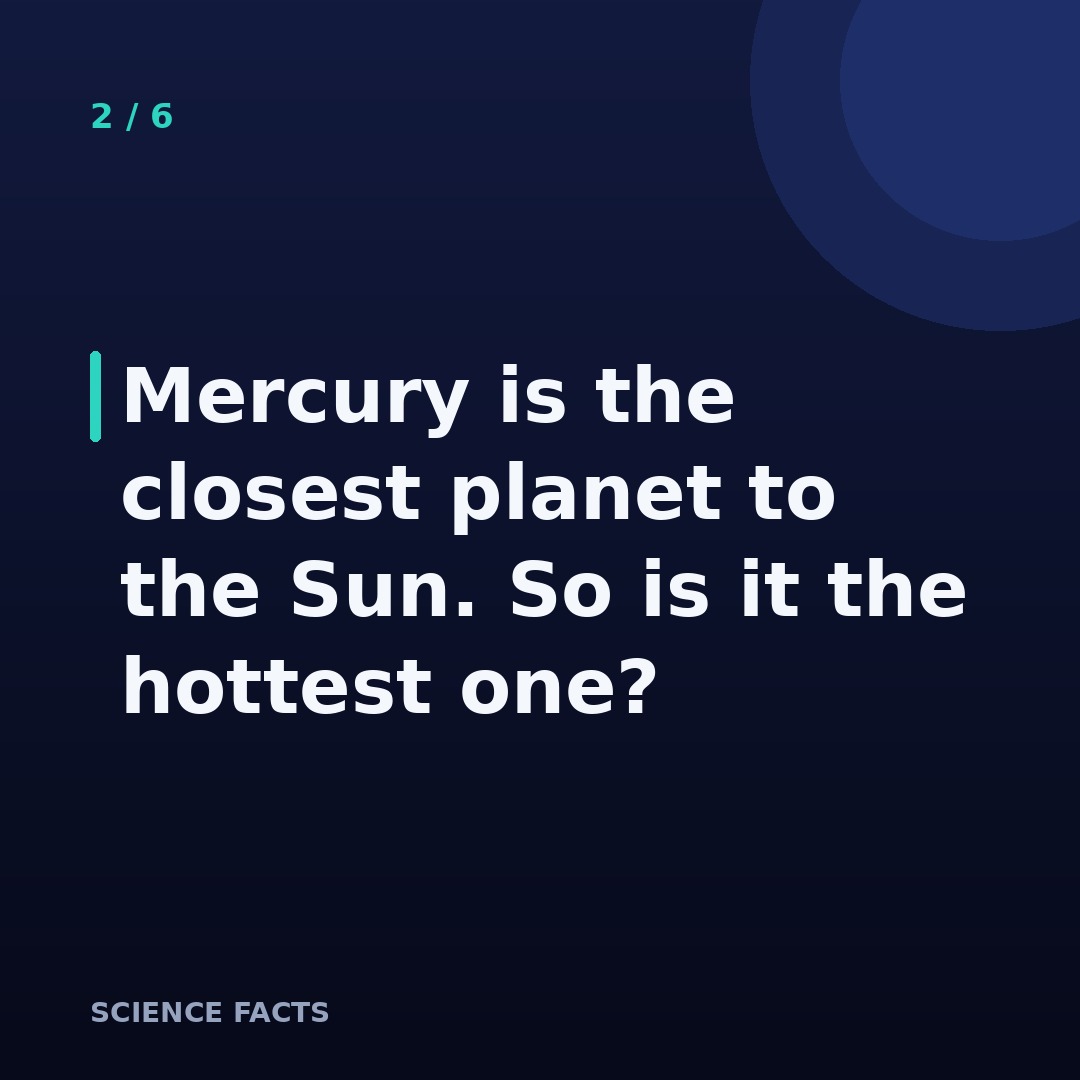 2 / 6
Mercury is the
closest planet to
the Sun. So is it the
hottest one?
SCIENCE FACTS